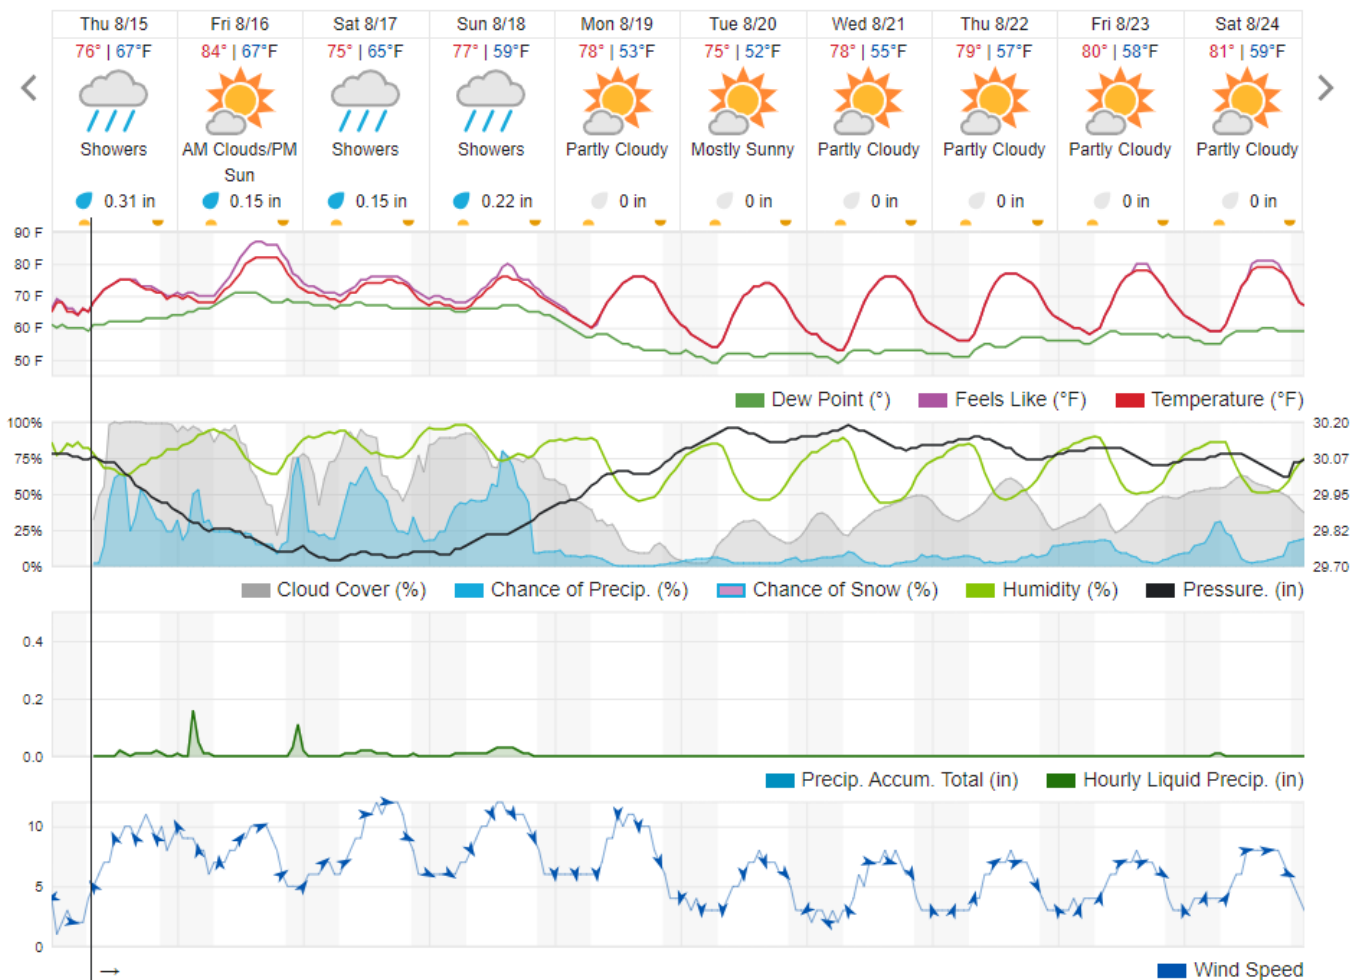 Thu 8/15 Fri 8/16 Sat 8/17 Sun 8/18 Mon 8/19 Tue 8/20 Wed 8/21 Thu 8/22 Fri 8/23 Sat 8/24
76° | 67°F 84° | 67°F 75° | 65°F 77° | 59°F 78° | 53°F 75° | 52°F 78° | 55°F 79° | 57°F 80° | 58°F 81° | 59°F
Showers AM Clouds/PM Showers Showers Partly Cloudy Mostly Sunny Partly Cloudy Partly Cloudy Partly Cloudy Partly Cloudy
Sun
0.31 in 0.15 in 0.15 in 0.22 in 0 in 0 in 0 in 0 in 0 in 0 in
90 F
80 F
70 F
60 F
50 F
Dew Point (°) Feels Like (°F) Temperature (°F)
100% 30.20
75% 30.07
50% 29.95
25% 29.82
0% 29.70
Cloud Cover (%) Chance of Precip. (%) Chance of Snow (%) Humidity (%) Pressure. (in)
0.4
0.2
0.0
Precip. Accum. Total (in) Hourly Liquid Precip. (in)
10
5
0
→
Wind Speed